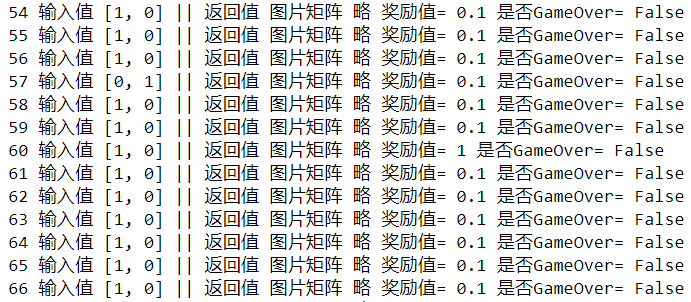 54 输入值 [1, 0] || 返回值 图片矩阵 略 奖励值= 0.1 是否GameOver= False
55 输入值 [1, 0] || 返回值 图片矩阵 略 奖励值= 0.1 是否GameOver= False
56 输入值 [1, 0] || 返回值 图片矩阵 略 奖励值= 0.1 是否GameOver= False
57 输入值 [0, 1] || 返回值 图片矩阵 略 奖励值= 0.1 是否GameOver= False
58 输入值 [1, 0] || 返回值 图片矩阵 略 奖励值= 0.1 是否GameOver= False
59 输入值 [1, 0] || 返回值 图片矩阵 略 奖励值= 0.1 是否GameOver= False
60 输入值 [1, 0] || 返回值 图片矩阵 略 奖励值= 1 是否GameOver= False
61 输入值 [1, 0] || 返回值 图片矩阵 略 奖励值= 0.1 是否GameOver= False
62 输入值 [1, 0] || 返回值 图片矩阵 略 奖励值= 0.1 是否GameOver= False
63 输入值 [1, 0] || 返回值 图片矩阵 略 奖励值= 0.1 是否GameOver= False
64 输入值 [1, 0] || 返回值 图片矩阵 略 奖励值= 0.1 是否GameOver= False
65 输入值 [1, 0] || 返回值 图片矩阵 略 奖励值= 0.1 是否GameOver= False
66 输入值 [1, 0] || 返回值 图片矩阵 略 奖励值= 0.1 是否GameOver= False